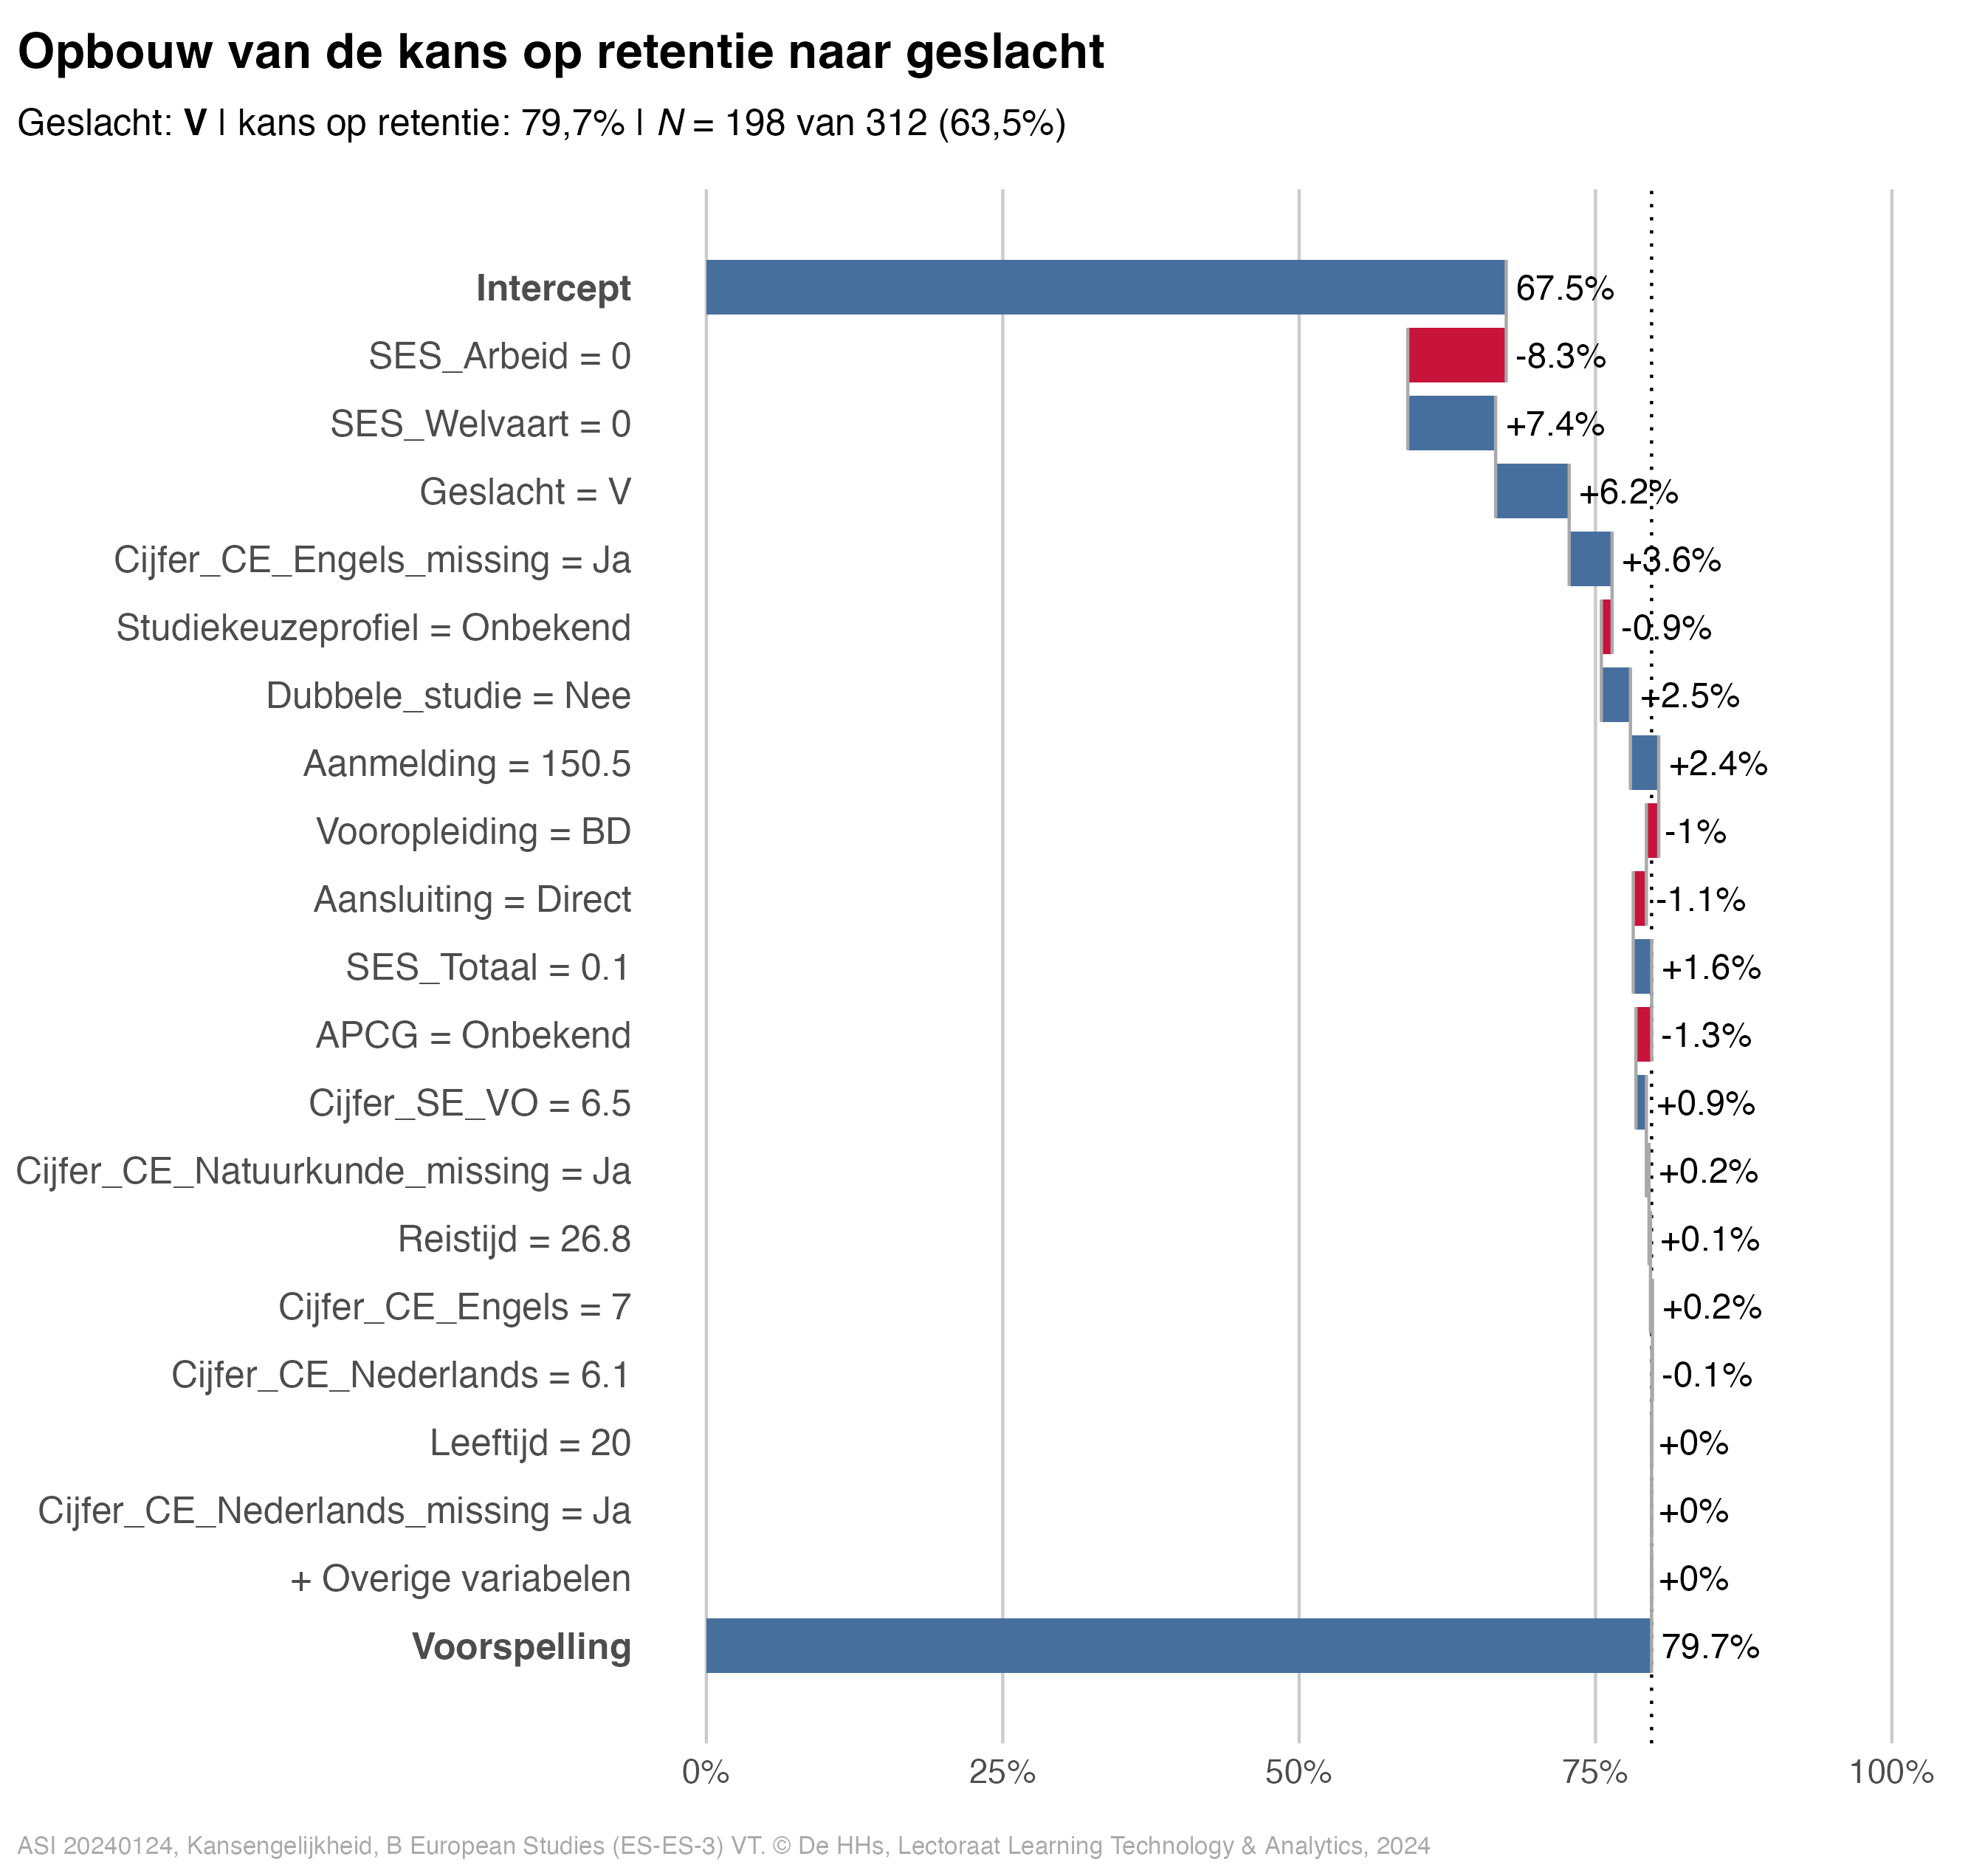 Opbouw van de kans op retentie naar geslacht
Geslacht: V | kans op retentie: 79,7% | N = 198 van 312 (63,5%)
Intercept 67.5%
SES_Arbeid = 0 -8.3%
SES_Welvaart = 0 +7.4%
Geslacht = V +6.2%
Cijfer_CE_Engels_missing = Ja +3.6%
Studiekeuzeprofiel = Onbekend -0.9%
Dubbele_studie = Nee +2.5%
Aanmelding = 150.5 +2.4%
Vooropleiding = BD -1%
Aansluiting = Direct -1.1%
SES_Totaal = 0.1 +1.6%
APCG = Onbekend -1.3%
Cijfer_SE_VO = 6.5 +0.9%
Cijfer_CE_Natuurkunde_missing = Ja +0.2%
Reistijd = 26.8 +0.1%
Cijfer_CE_Engels = 7 +0.2%
Cijfer_CE_Nederlands = 6.1 -0.1%
Leeftijd = 20 +0%
Cijfer_CE_Nederlands_missing = Ja +0%
+ Overige variabelen +0%
Voorspelling 79.7%
0% 25% 50% 75% 100%
ASI 20240124, Kansengelijkheid, B European Studies (ES-ES-3) VT. © De HHs, Lectoraat Learning Technology & Analytics, 2024